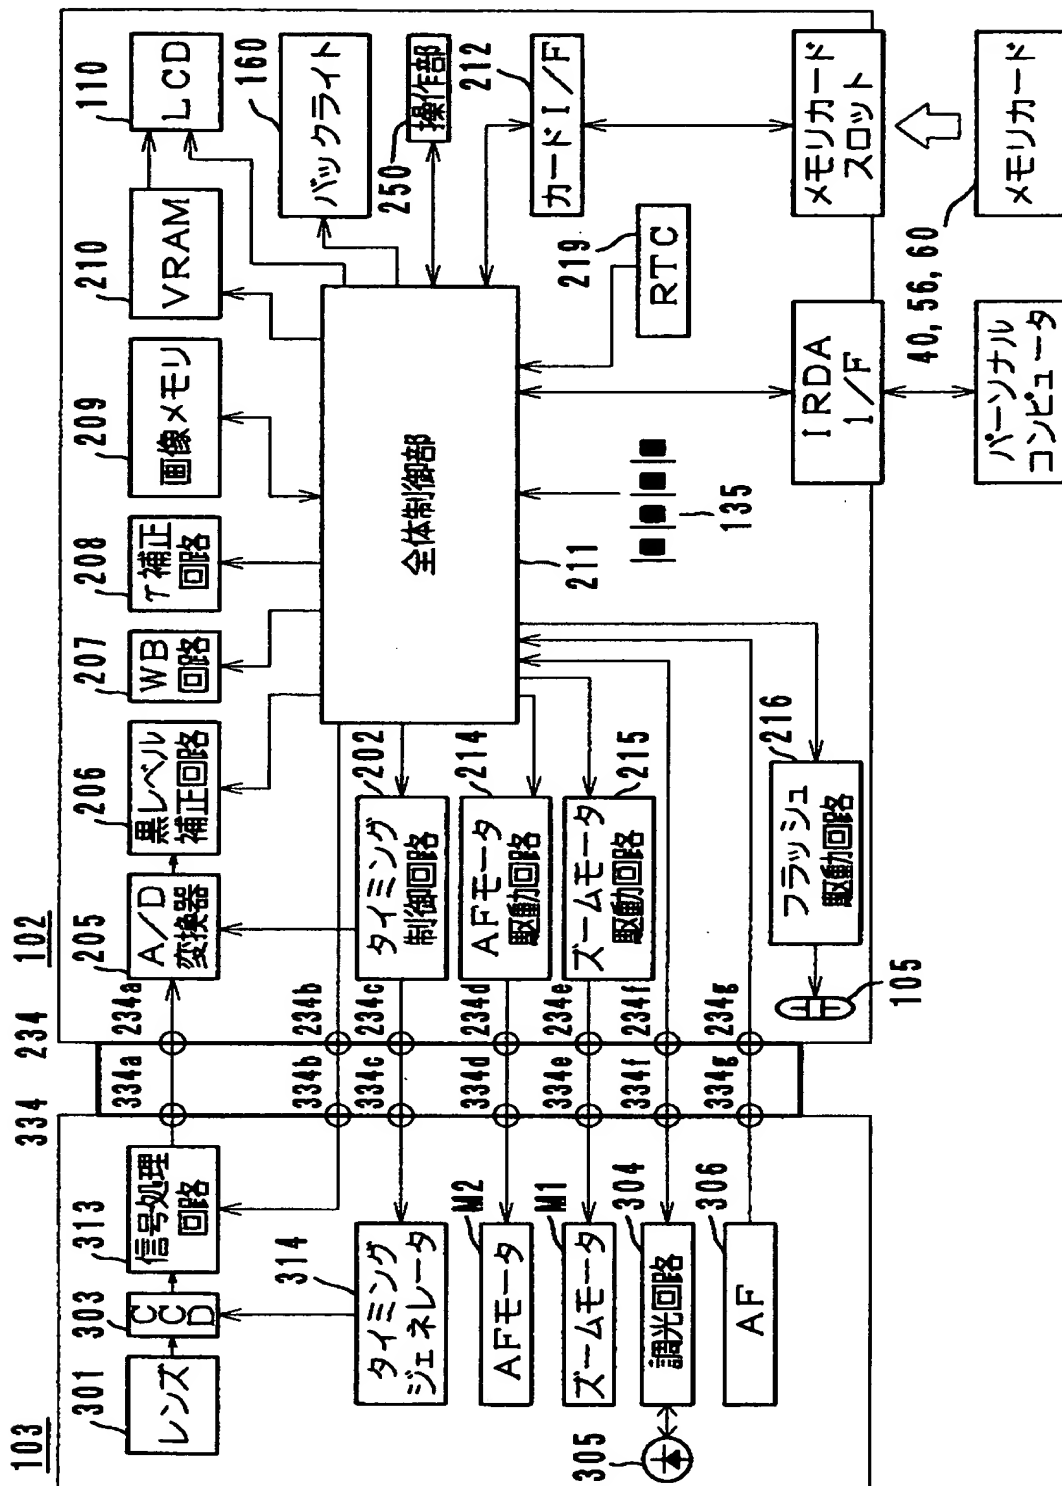 103
301
レンズ
303
CCD
313
信号処理
回路
314
タイミング
ジェネレータ
M2
AFモータ
M1
ズームモータ
304
調光回路
305
306
AF
334
234
334a
234a
334b
234b
334c
234c
334d
234d
334e
234e
334f
234f
334g
234g
102
205
A/D
変換器
206
黒レベル
補正回路
207
WB
回路
208
γ補正
回路
209
画像メモリ
210
VRAM
110
LCD
160
バックライト
250
操作部
212
カードI/F
202
タイミング
制御回路
214
AFモータ
駆動回路
215
ズームモータ
駆動回路
216
フラッシュ
駆動回路
105
全体制御部
211
135
219
RTC
メモリカード
スロット
IRDA
I/F
40,56,60
メモリカード
パーソナル
コンピュータ